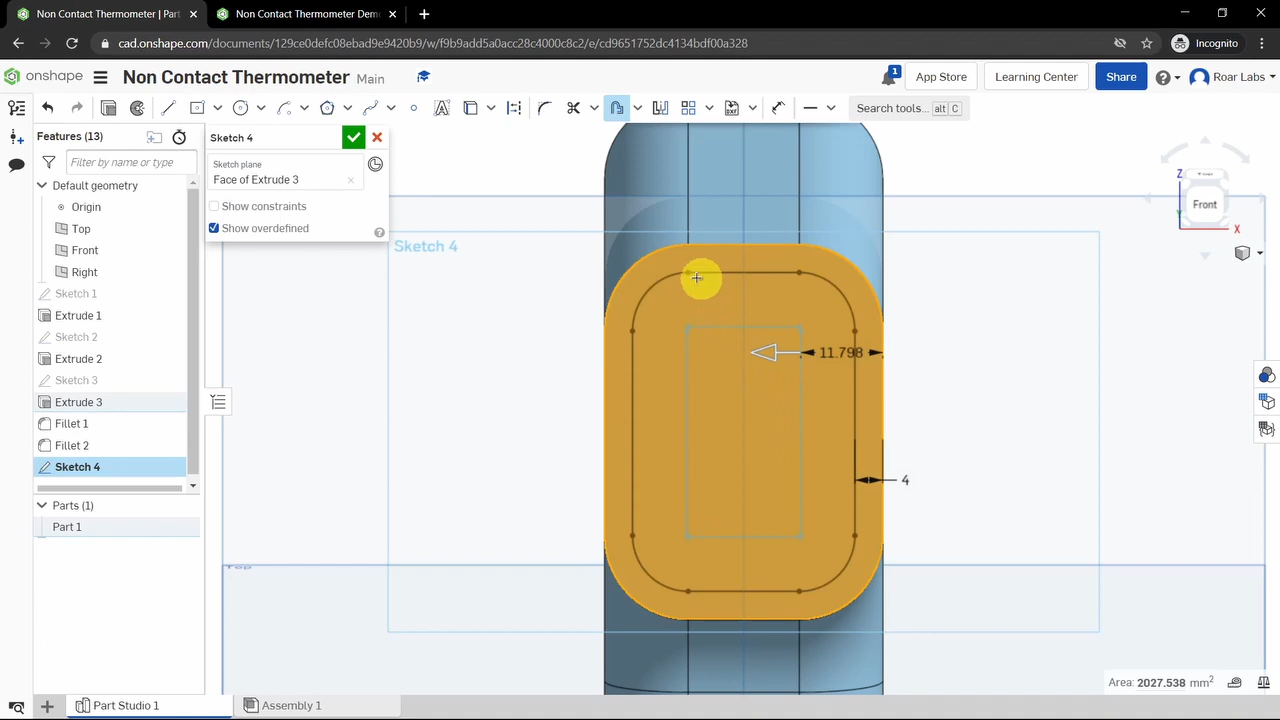 Non Contact Thermometer | Part
Non Contact Thermometer Dem
cad.onshape.com/documents/129ce0defc08ebad9e9420b9/w/f9b9add5a0acc28c4000c8c2/e/cd9651752dc4134bdf00a328
Incognito
onshape
Non Contact Thermometer Main
1
App Store
Learning Center
Share
Roar Labs
Search tools... alt C
Features (13)
Filter by name or type
Default geometry
Origin
Top
Front
Right
Sketch 1
Extrude 1
Sketch 2
Extrude 2
Sketch 3
Extrude 3
Fillet 1
Fillet 2
Sketch 4
Parts (1)
Part 1
Sketch 4
Sketch plane
Face of Extrude 3
Show constraints
Show overdefined
Sketch 4
11.798
4
Z
Front
X
Area: 2027.538 mm²
Part Studio 1
Assembly 1